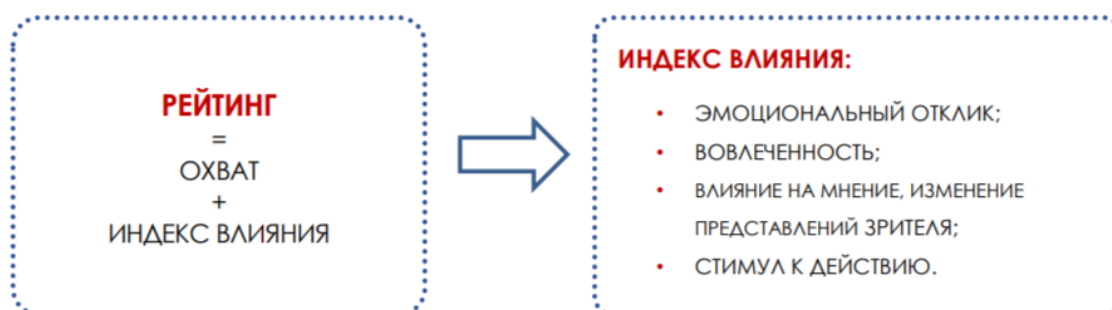 РЕЙТИНГ
=
ОХВАТ
+
ИНДЕКС ВЛИЯНИЯ
ИНДЕКС ВЛИЯНИЯ:
• ЭМОЦИОНАЛЬНЫЙ ОТКЛИК;
• ВОВЛЕЧЕННОСТЬ;
• ВЛИЯНИЕ НА МНЕНИЕ, ИЗМЕНЕНИЕ
ПРЕДСТАВЛЕНИЙ ЗРИТЕЛЯ;
• СТИМУЛ К ДЕЙСТВИЮ.